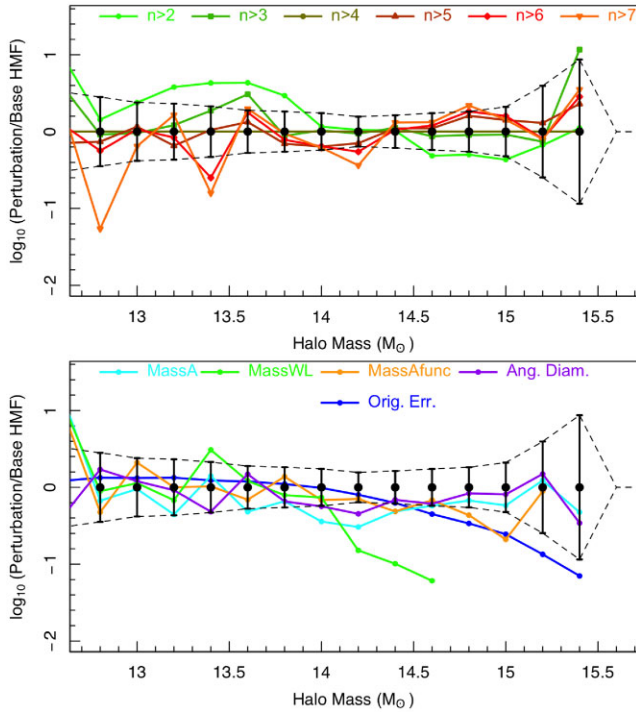 n>2 n>3 n>4 n>5 n>6 n>7
log₁₀ (Perturbation/Base HMF)
1
0
−1
−2
13 13.5 14 14.5 15 15.5
Halo Mass (M⊙)
MassA MassWL MassAfunc Ang. Diam.
Orig. Err.
log₁₀ (Perturbation/Base HMF)
1
0
−1
−2
13 13.5 14 14.5 15 15.5
Halo Mass (M⊙)